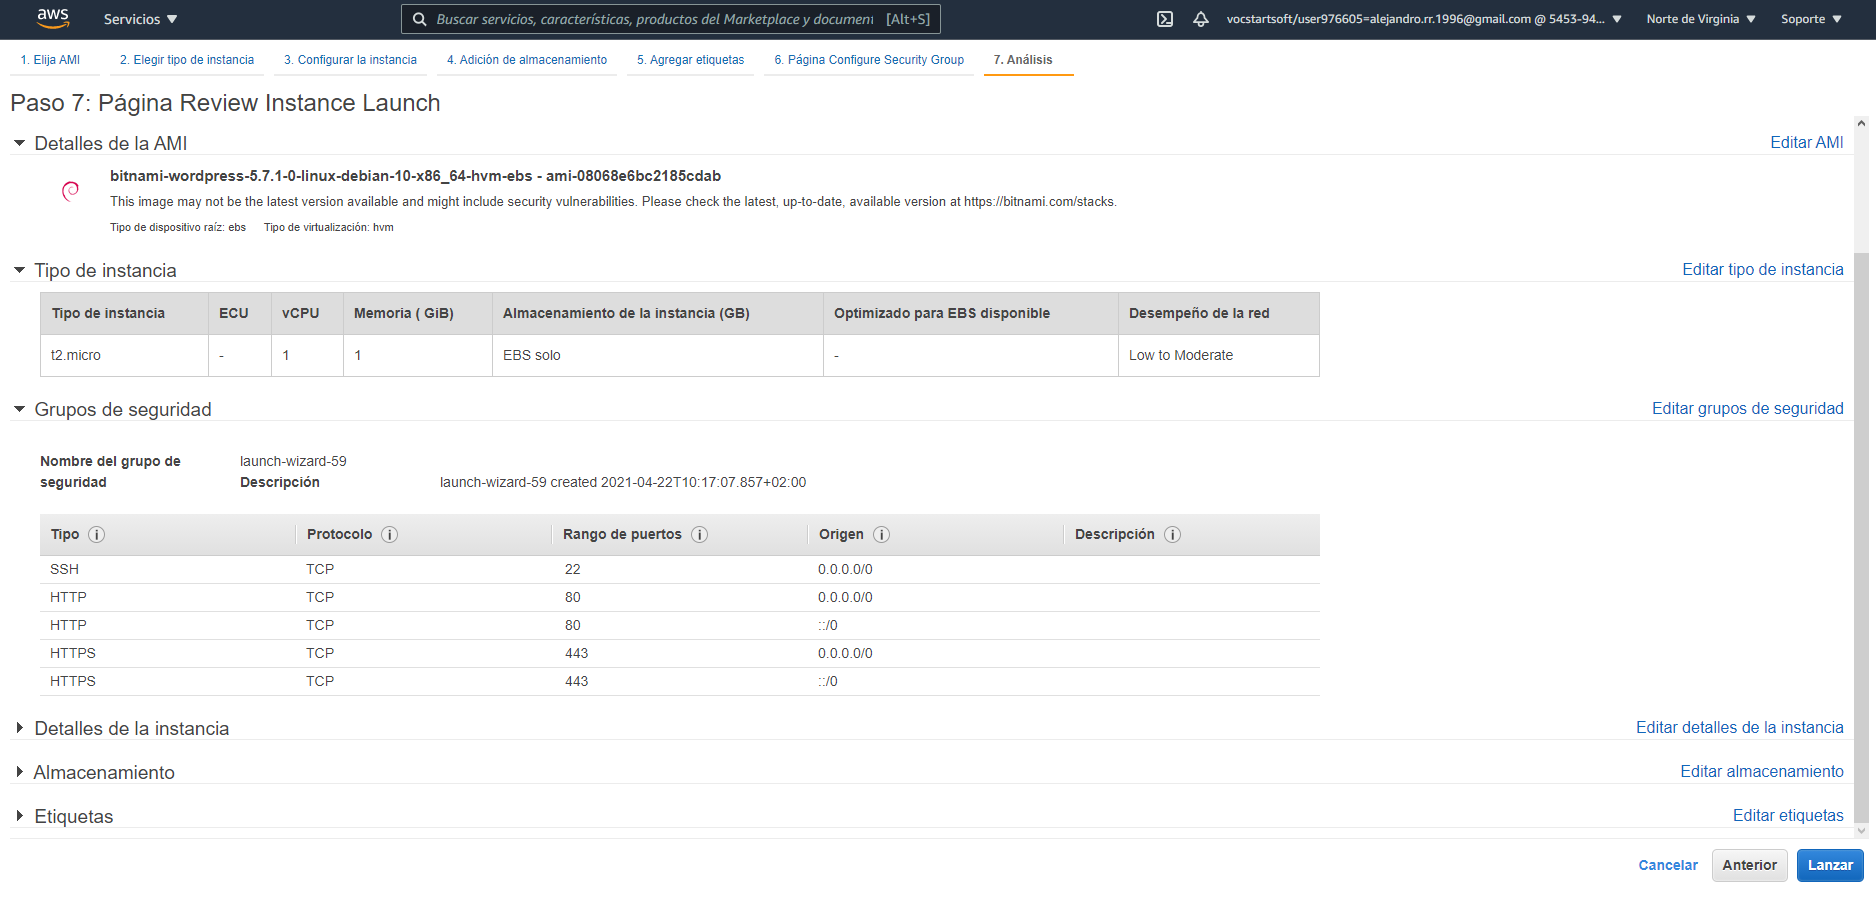 aws Servicios Buscar servicios, características, productos del Marketplace y document [Alt+S] vocstartsoft/user976605=alejandro.rr.1996@gmail.com @ 5453-94... Norte de Virginia Soporte
1. Elija AMI 2. Elegir tipo de instancia 3. Configurar la instancia 4. Adición de almacenamiento 5. Agregar etiquetas 6. Página Configure Security Group 7. Análisis
Paso 7: Página Review Instance Launch
Detalles de la AMI Editar AMI
bitnami-wordpress-5.7.1-0-linux-debian-10-x86_64-hvm-ebs - ami-08068e6bc2185cdab
This image may not be the latest version available and might include security vulnerabilities. Please check the latest, up-to-date, available version at https://bitnami.com/stacks.
Tipo de dispositivo raíz: ebs Tipo de virtualización: hvm
Tipo de instancia Editar tipo de instancia
Tipo de instancia ECU vCPU Memoria ( GiB) Almacenamiento de la instancia (GB) Optimizado para EBS disponible Desempeño de la red
t2.micro - 1 1 EBS solo - Low to Moderate
Grupos de seguridad Editar grupos de seguridad
Nombre del grupo de launch-wizard-59
seguridad Descripción launch-wizard-59 created 2021-04-22T10:17:07.857+02:00
Tipo Protocolo Rango de puertos Origen Descripción
SSH TCP 22 0.0.0.0/0
HTTP TCP 80 0.0.0.0/0
HTTP TCP 80 ::/0
HTTPS TCP 443 0.0.0.0/0
HTTPS TCP 443 ::/0
Detalles de la instancia Editar detalles de la instancia
Almacenamiento Editar almacenamiento
Etiquetas Editar etiquetas
Cancelar Anterior Lanzar